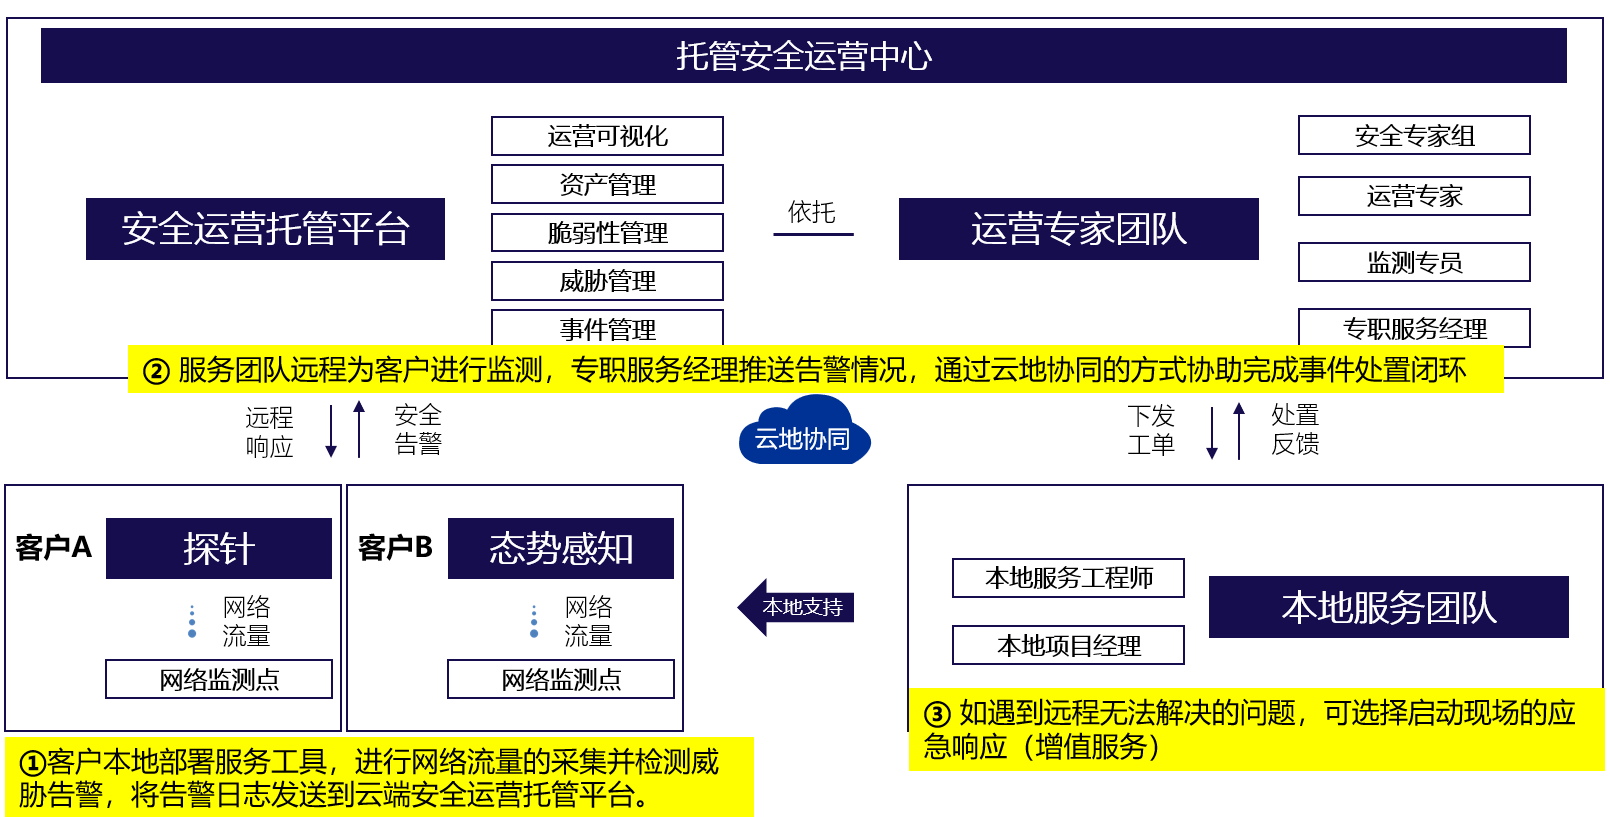 托管安全运营中心
安全运营托管平台
运营可视化
资产管理
脆弱性管理
威胁管理
事件管理
依托
运营专家团队
安全专家组
运营专家
监测专员
专职服务经理
② 服务团队远程为客户进行监测，专职服务经理推送告警情况，通过云地协同的方式协助完成事件处置闭环
远程
响应
安全
告警
云地协同
下发
工单
处置
反馈
客户A
探针
网络
流量
网络监测点
客户B
态势感知
网络
流量
网络监测点
本地支持
本地服务工程师
本地项目经理
本地服务团队
①客户本地部署服务工具，进行网络流量的采集并检测威
胁告警，将告警日志发送到云端安全运营托管平台。
③ 如遇到远程无法解决的问题，可选择启动现场的应
急响应（增值服务）